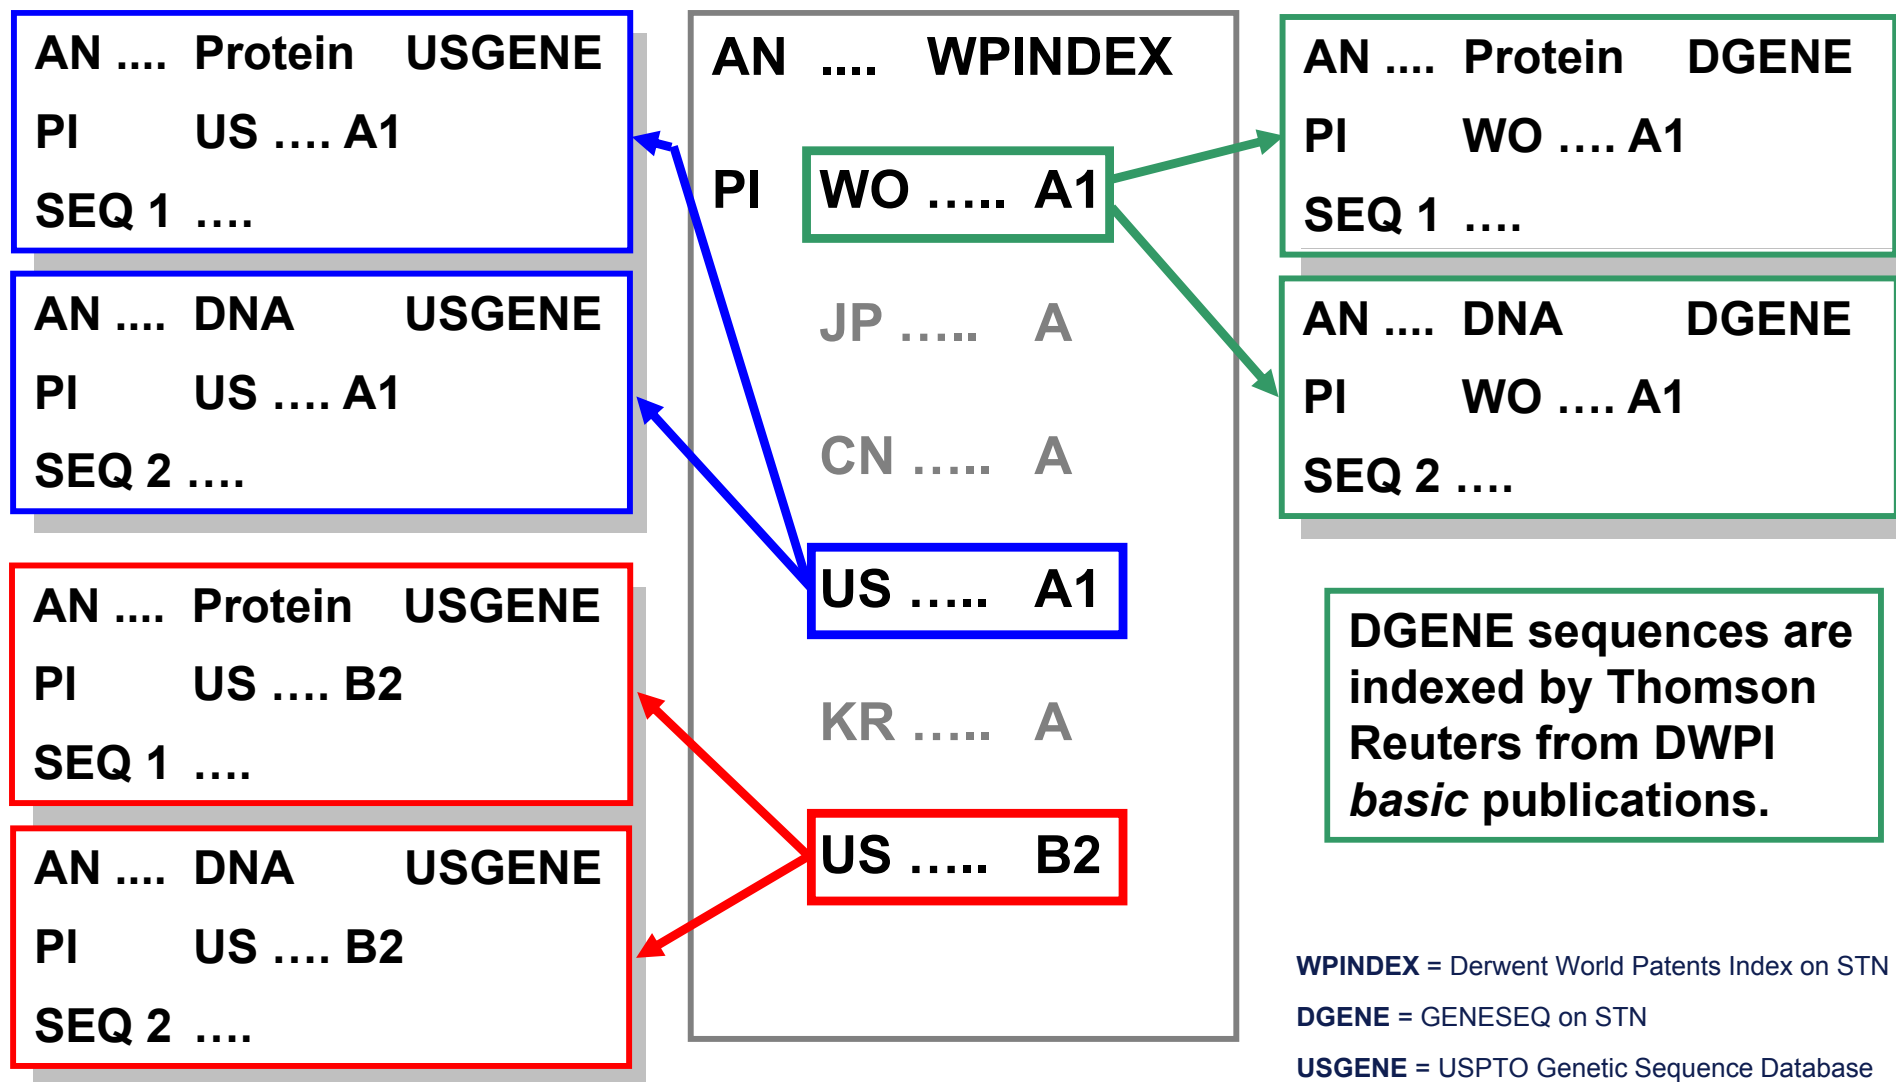 AN .... Protein USGENE
PI US .... A1
SEQ 1 ....
AN .... DNA USGENE
PI US .... A1
SEQ 2 ....
AN .... Protein USGENE
PI US .... B2
SEQ 1 ....
AN .... DNA USGENE
PI US .... B2
SEQ 2 ....
AN .... WPINDEX
PI WO ..... A1
JP ..... A
CN ..... A
US ..... A1
KR ..... A
US ..... B2
AN .... Protein DGENE
PI WO .... A1
SEQ 1 ....
AN .... DNA DGENE
PI WO .... A1
SEQ 2 ....
DGENE sequences are
indexed by Thomson
Reuters from DWPI
basic publications.
WPINDEX = Derwent World Patents Index on STN
DGENE = GENESEQ on STN
USGENE = USPTO Genetic Sequence Database